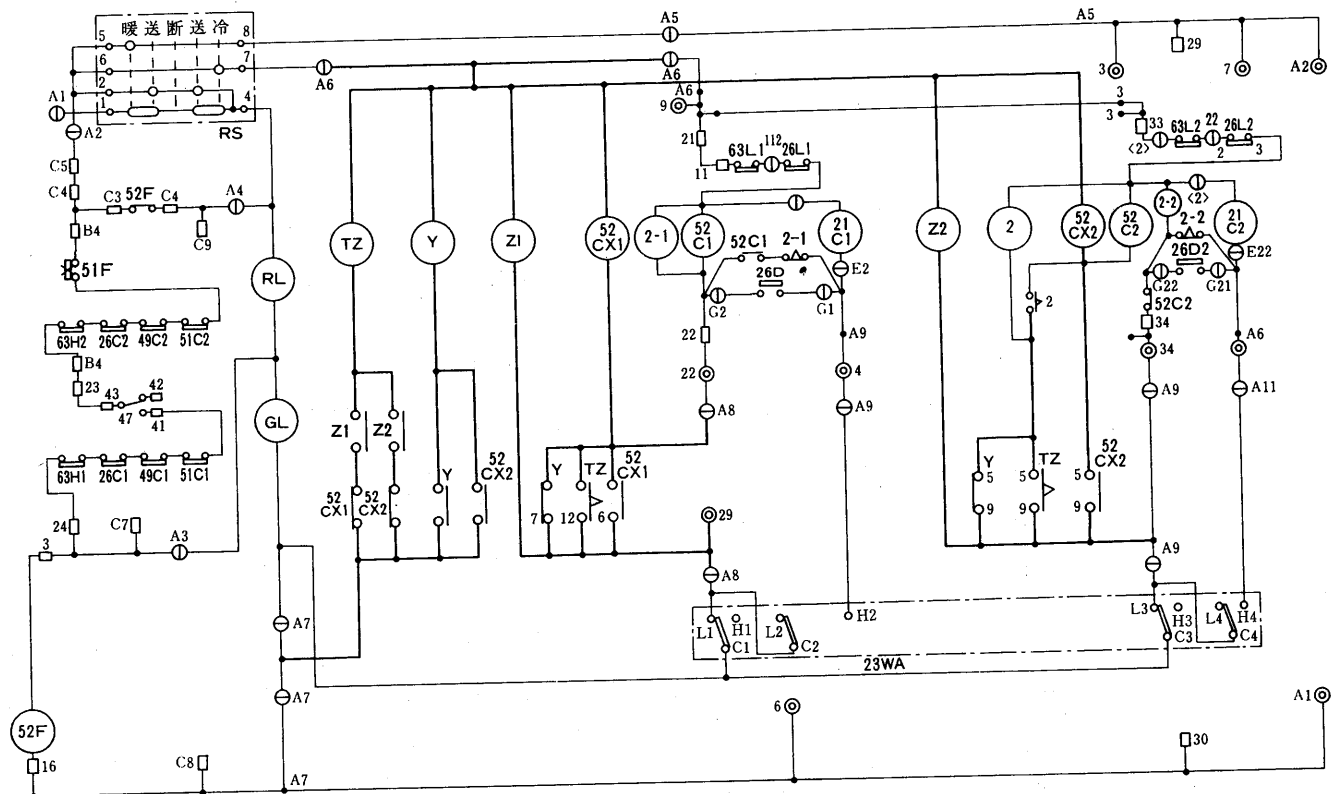 暖送断送冷
5 8
6 7
2
1 4
RS
A1
A2
A6
A5
A6
A5
29
3
7
A2
9
A6
3
3
33
<2>
63L2
22
26L2
2
3
21
11
63L1
112
26L1
C5
C4
C3
52F
C4
A4
C9
B4
51F
RL
TZ
Y
Z1
52 CX1
2-1
52 C1
21 C1
52C1
2-1
26D
E2
G2
G1
Z2
2
52 CX2
52 C2
2-2
<2>
21 C2
2-2
26D2
E22
G22
G21
52C2
2
34
34
A6
A9
A11
22
22
A9
4
A8
A9
63H2
26C2
49C2
51C2
B4
23
43
42
47
41
63H1
26C1
49C1
51C1
GL
Z1
Z2
52 CX1
52 CX2
Y
52 CX2
Y
TZ
52 CX1
7
12
6
Y
TZ
52 CX2
5
5
5
9
9
9
24
C7
3
A3
29
A8
A9
A7
L1
H1
C1
L2
C2
H2
L3
H3
C3
L4
H4
C4
23WA
A7
6
A1
52F
16
C8
A7
30